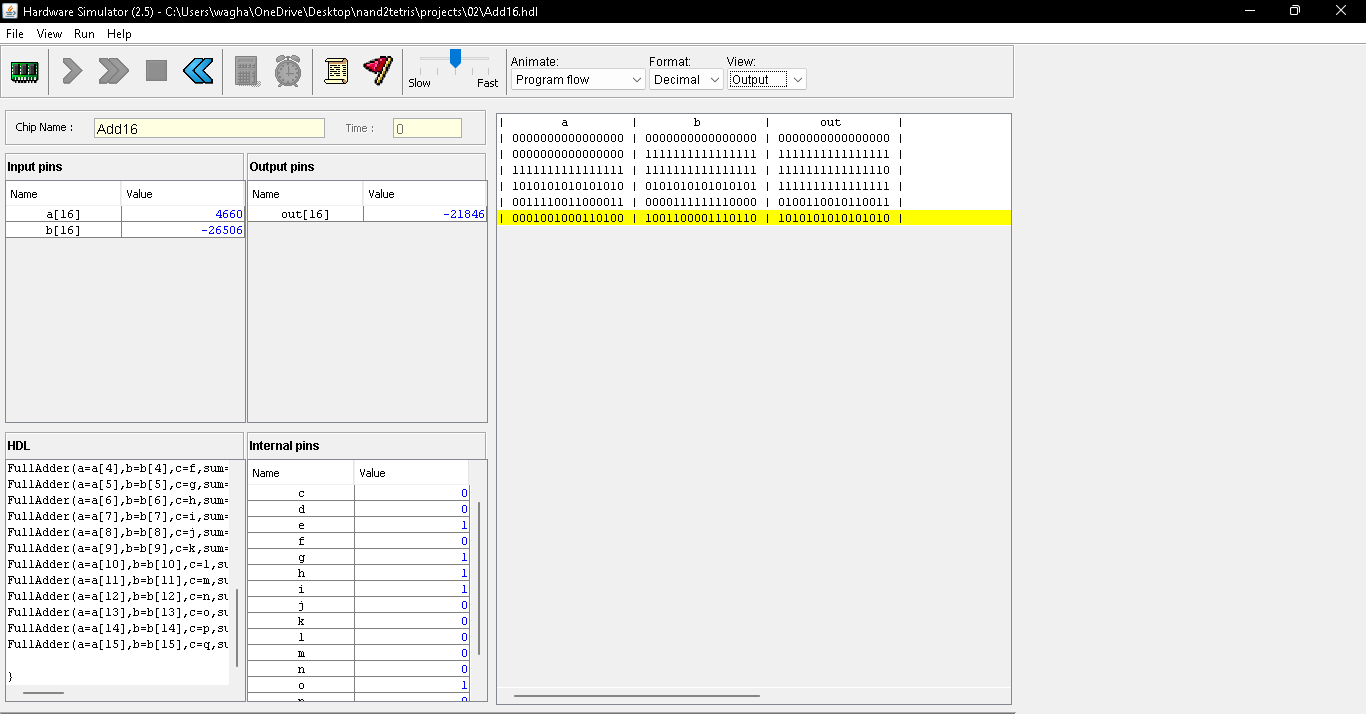 Hardware Simulator (2.5) - C:\Users\wagha\OneDrive\Desktop\nand2tetris\projects\02\Add16.hdl
File View Run Help
Slow Fast
Animate: Format: View:
Program flow Decimal Output
Chip Name : Add16 Time : 0
Input pins
Name Value
a[16] 4660
b[16] -26506
Output pins
Name Value
out[16] -21846
HDL
FullAdder(a=a[4],b=b[4],c=f,sum=
FullAdder(a=a[5],b=b[5],c=g,sum=
FullAdder(a=a[6],b=b[6],c=h,sum=
FullAdder(a=a[7],b=b[7],c=i,sum=
FullAdder(a=a[8],b=b[8],c=j,sum=
FullAdder(a=a[9],b=b[9],c=k,sum=
FullAdder(a=a[10],b=b[10],c=l,su
FullAdder(a=a[11],b=b[11],c=m,su
FullAdder(a=a[12],b=b[12],c=n,su
FullAdder(a=a[13],b=b[13],c=o,su
FullAdder(a=a[14],b=b[14],c=p,su
FullAdder(a=a[15],b=b[15],c=q,su
}
Internal pins
Name Value
c 0
d 0
e 1
f 0
g 1
h 1
i 1
j 0
k 0
l 0
m 0
n 0
o 1
| a | b | out |
| 0000000000000000 | 0000000000000000 | 0000000000000000 |
| 0000000000000000 | 1111111111111111 | 1111111111111111 |
| 1111111111111111 | 1111111111111111 | 1111111111111110 |
| 1010101010101010 | 0101010101010101 | 1111111111111111 |
| 0011110011000011 | 0000111111110000 | 0100110010110011 |
| 0001001000110100 | 1001100001110110 | 1010101010101010 |